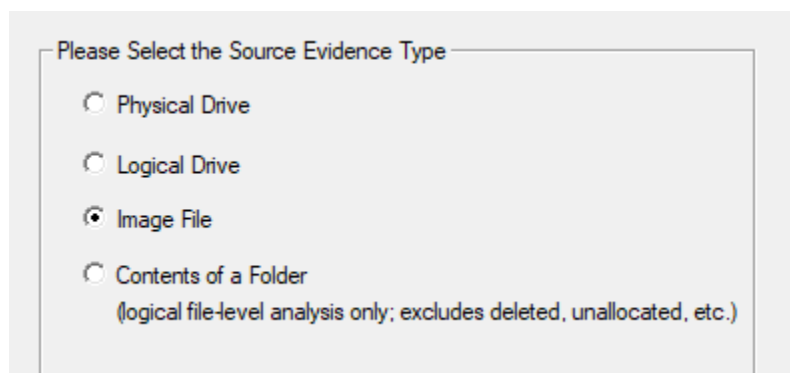 Please Select the Source Evidence Type
Physical Drive
Logical Drive
Image File
Contents of a Folder
(logical file-level analysis only; excludes deleted, unallocated, etc.)